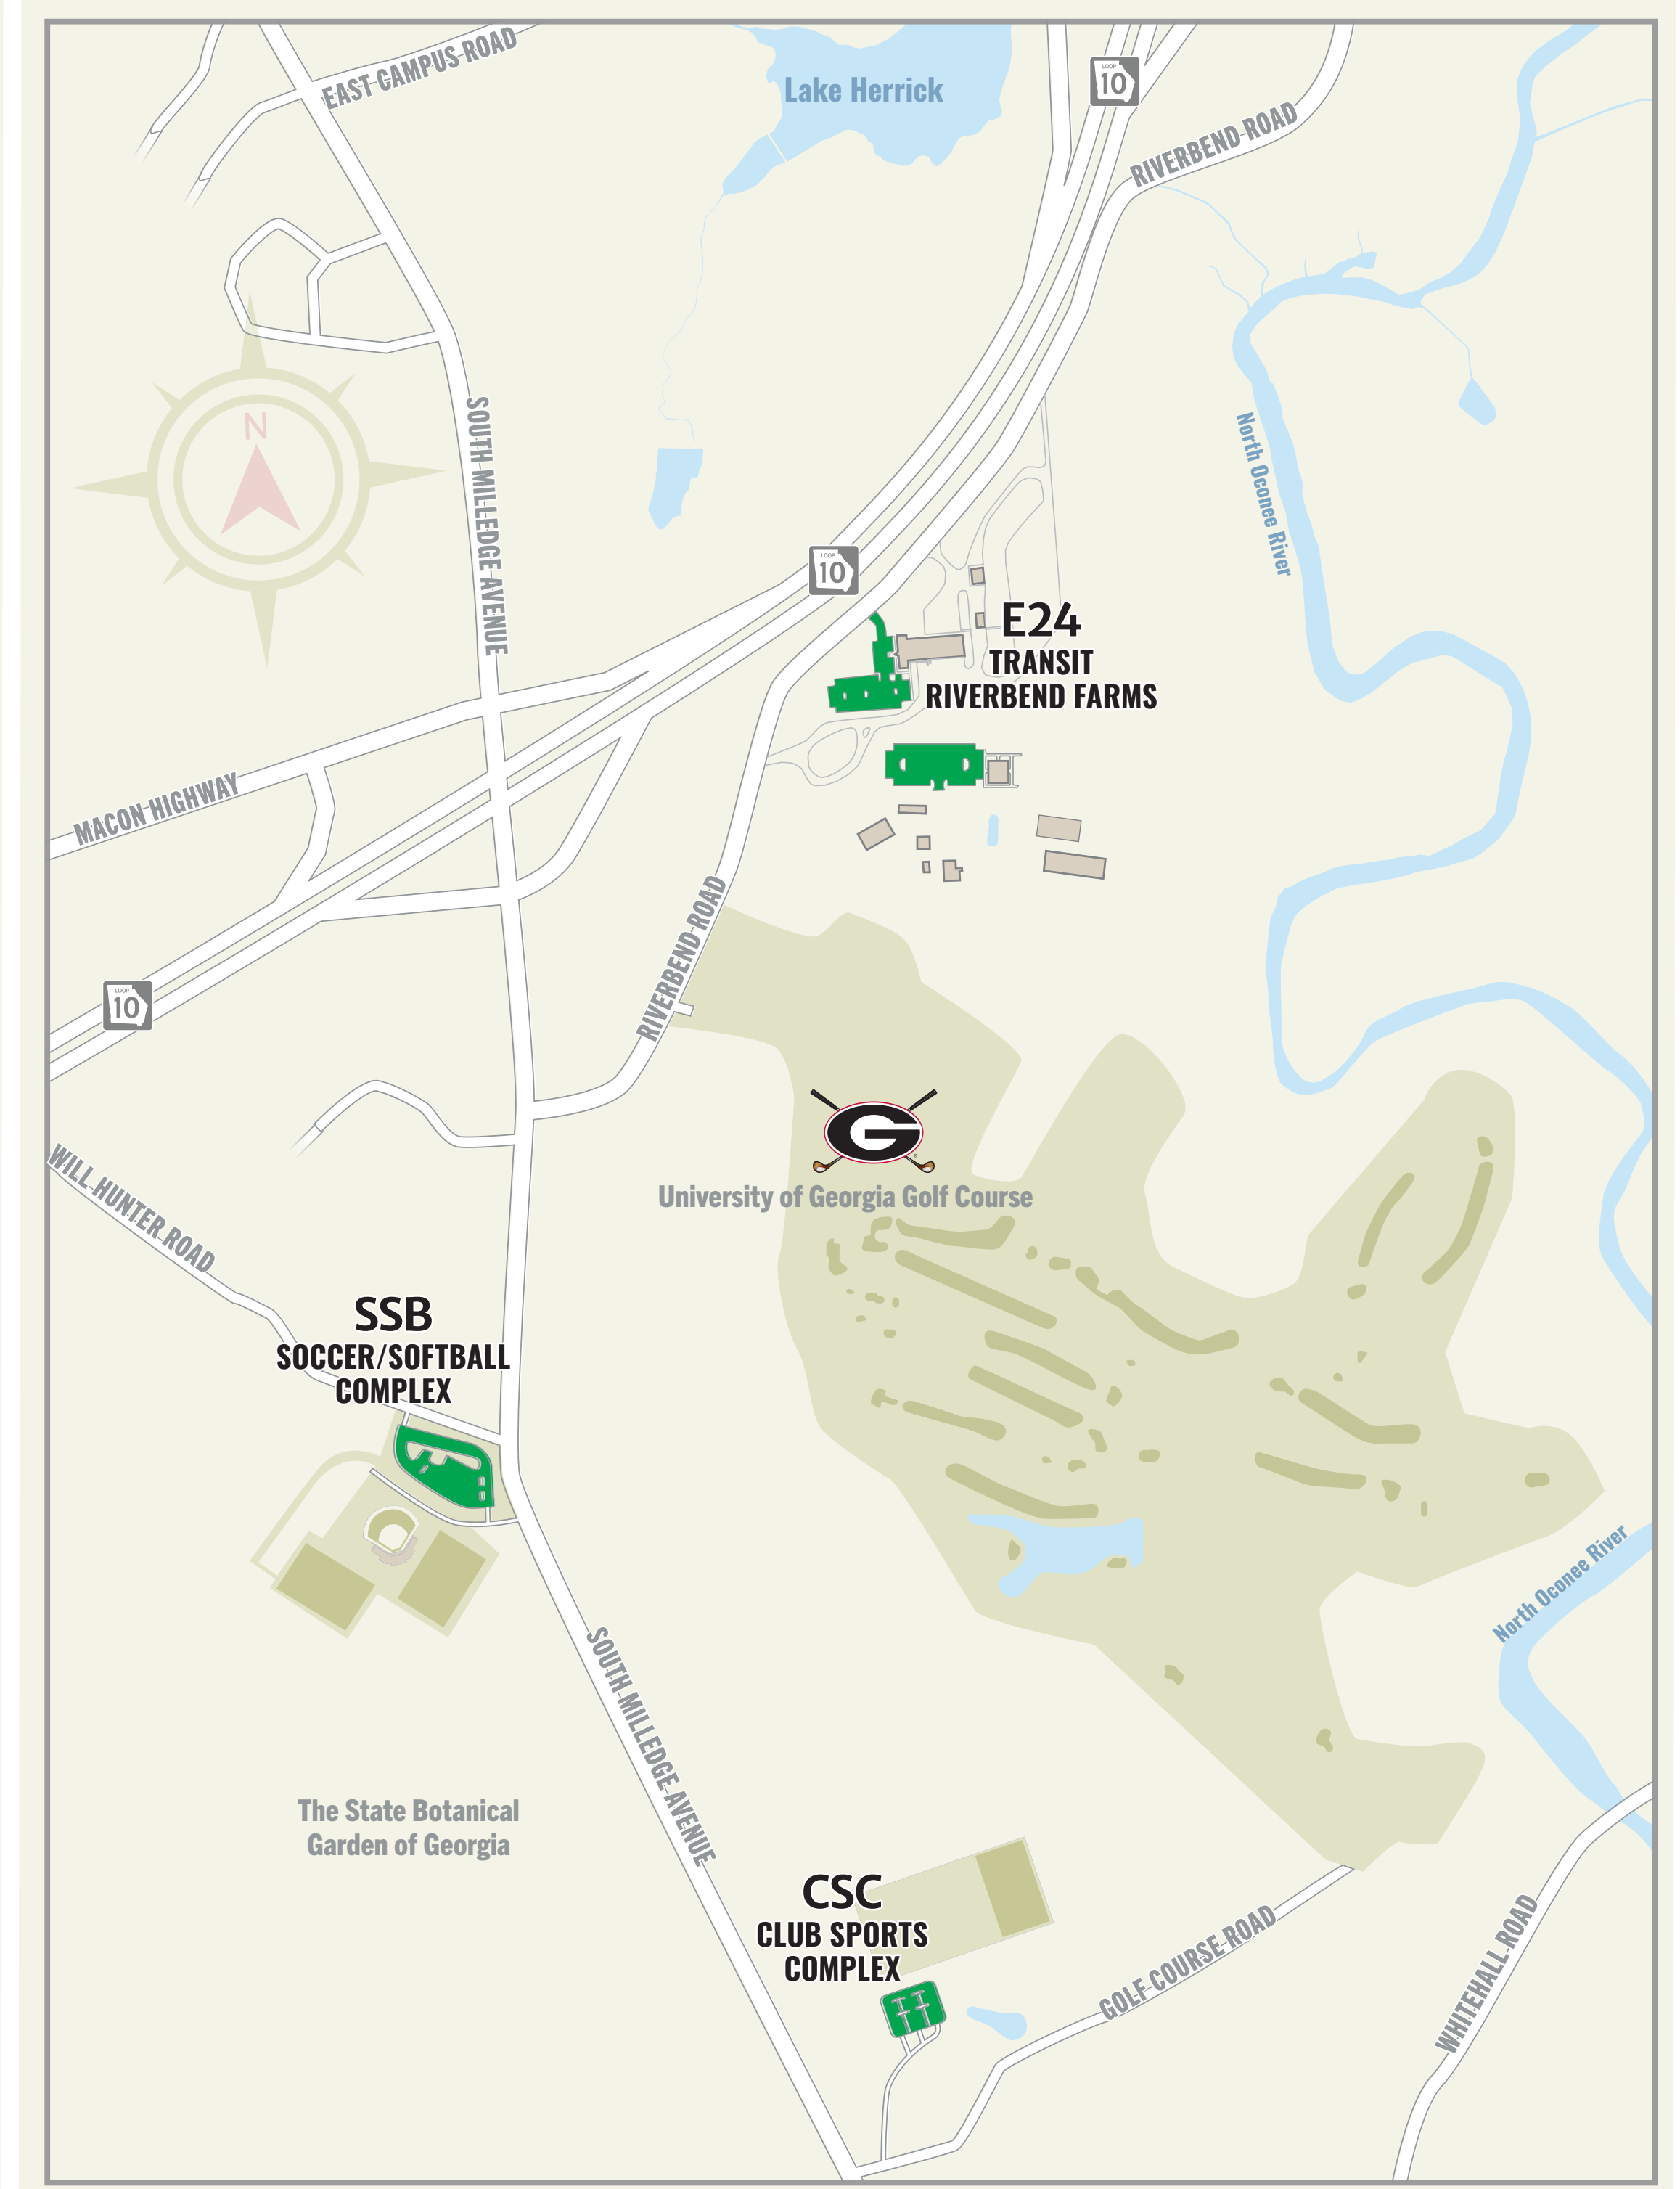 EAST CAMPUS ROAD
Lake Herrick
LOOP
10
RIVERBEND ROAD
N
SOUTH MILLEDGE AVENUE
North Oconee River
LOOP
10
E24
TRANSIT
RIVERBEND FARMS
MACON HIGHWAY
RIVERBEND ROAD
LOOP
10
G
University of Georgia Golf Course
WILL HUNTER ROAD
SSB
SOCCER/SOFTBALL
COMPLEX
North Oconee River
SOUTH MILLEDGE AVENUE
The State Botanical
Garden of Georgia
CSC
CLUB SPORTS
COMPLEX
GOLF COURSE ROAD
WHITEHALL ROAD